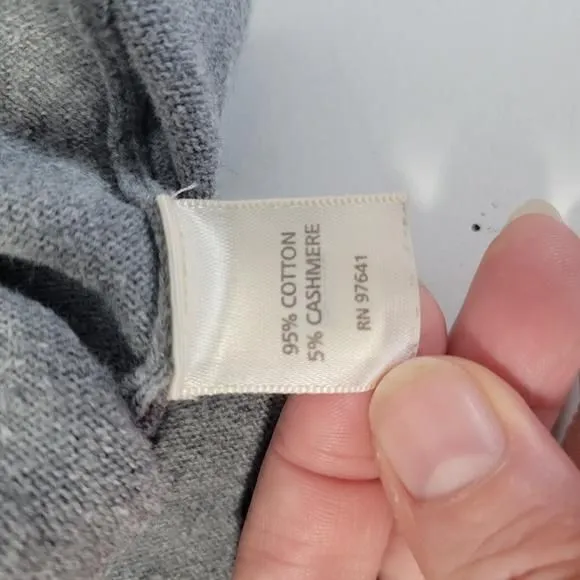 95% COTTON
5% CASHMERE
RN 97641